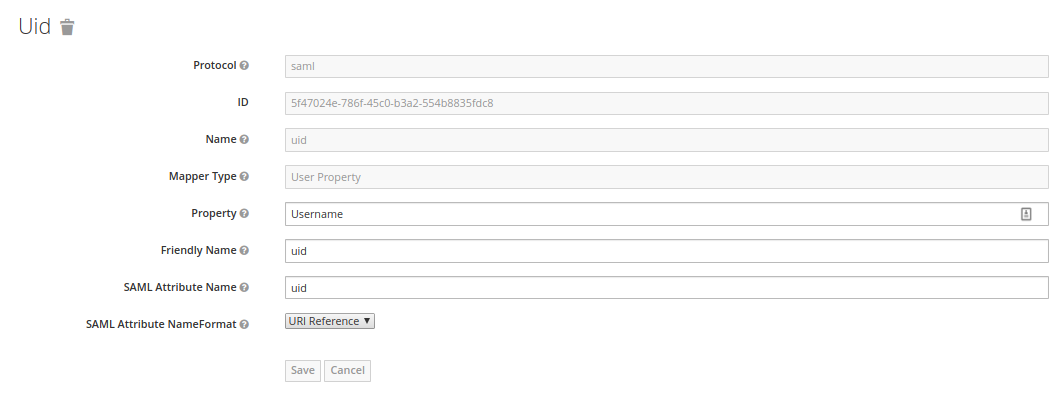 Uid
Protocol saml
ID 5f47024e-786f-45c0-b3a2-554b8835fdc8
Name uid
Mapper Type User Property
Property Username
Friendly Name uid
SAML Attribute Name uid
SAML Attribute NameFormat URI Reference
Save Cancel